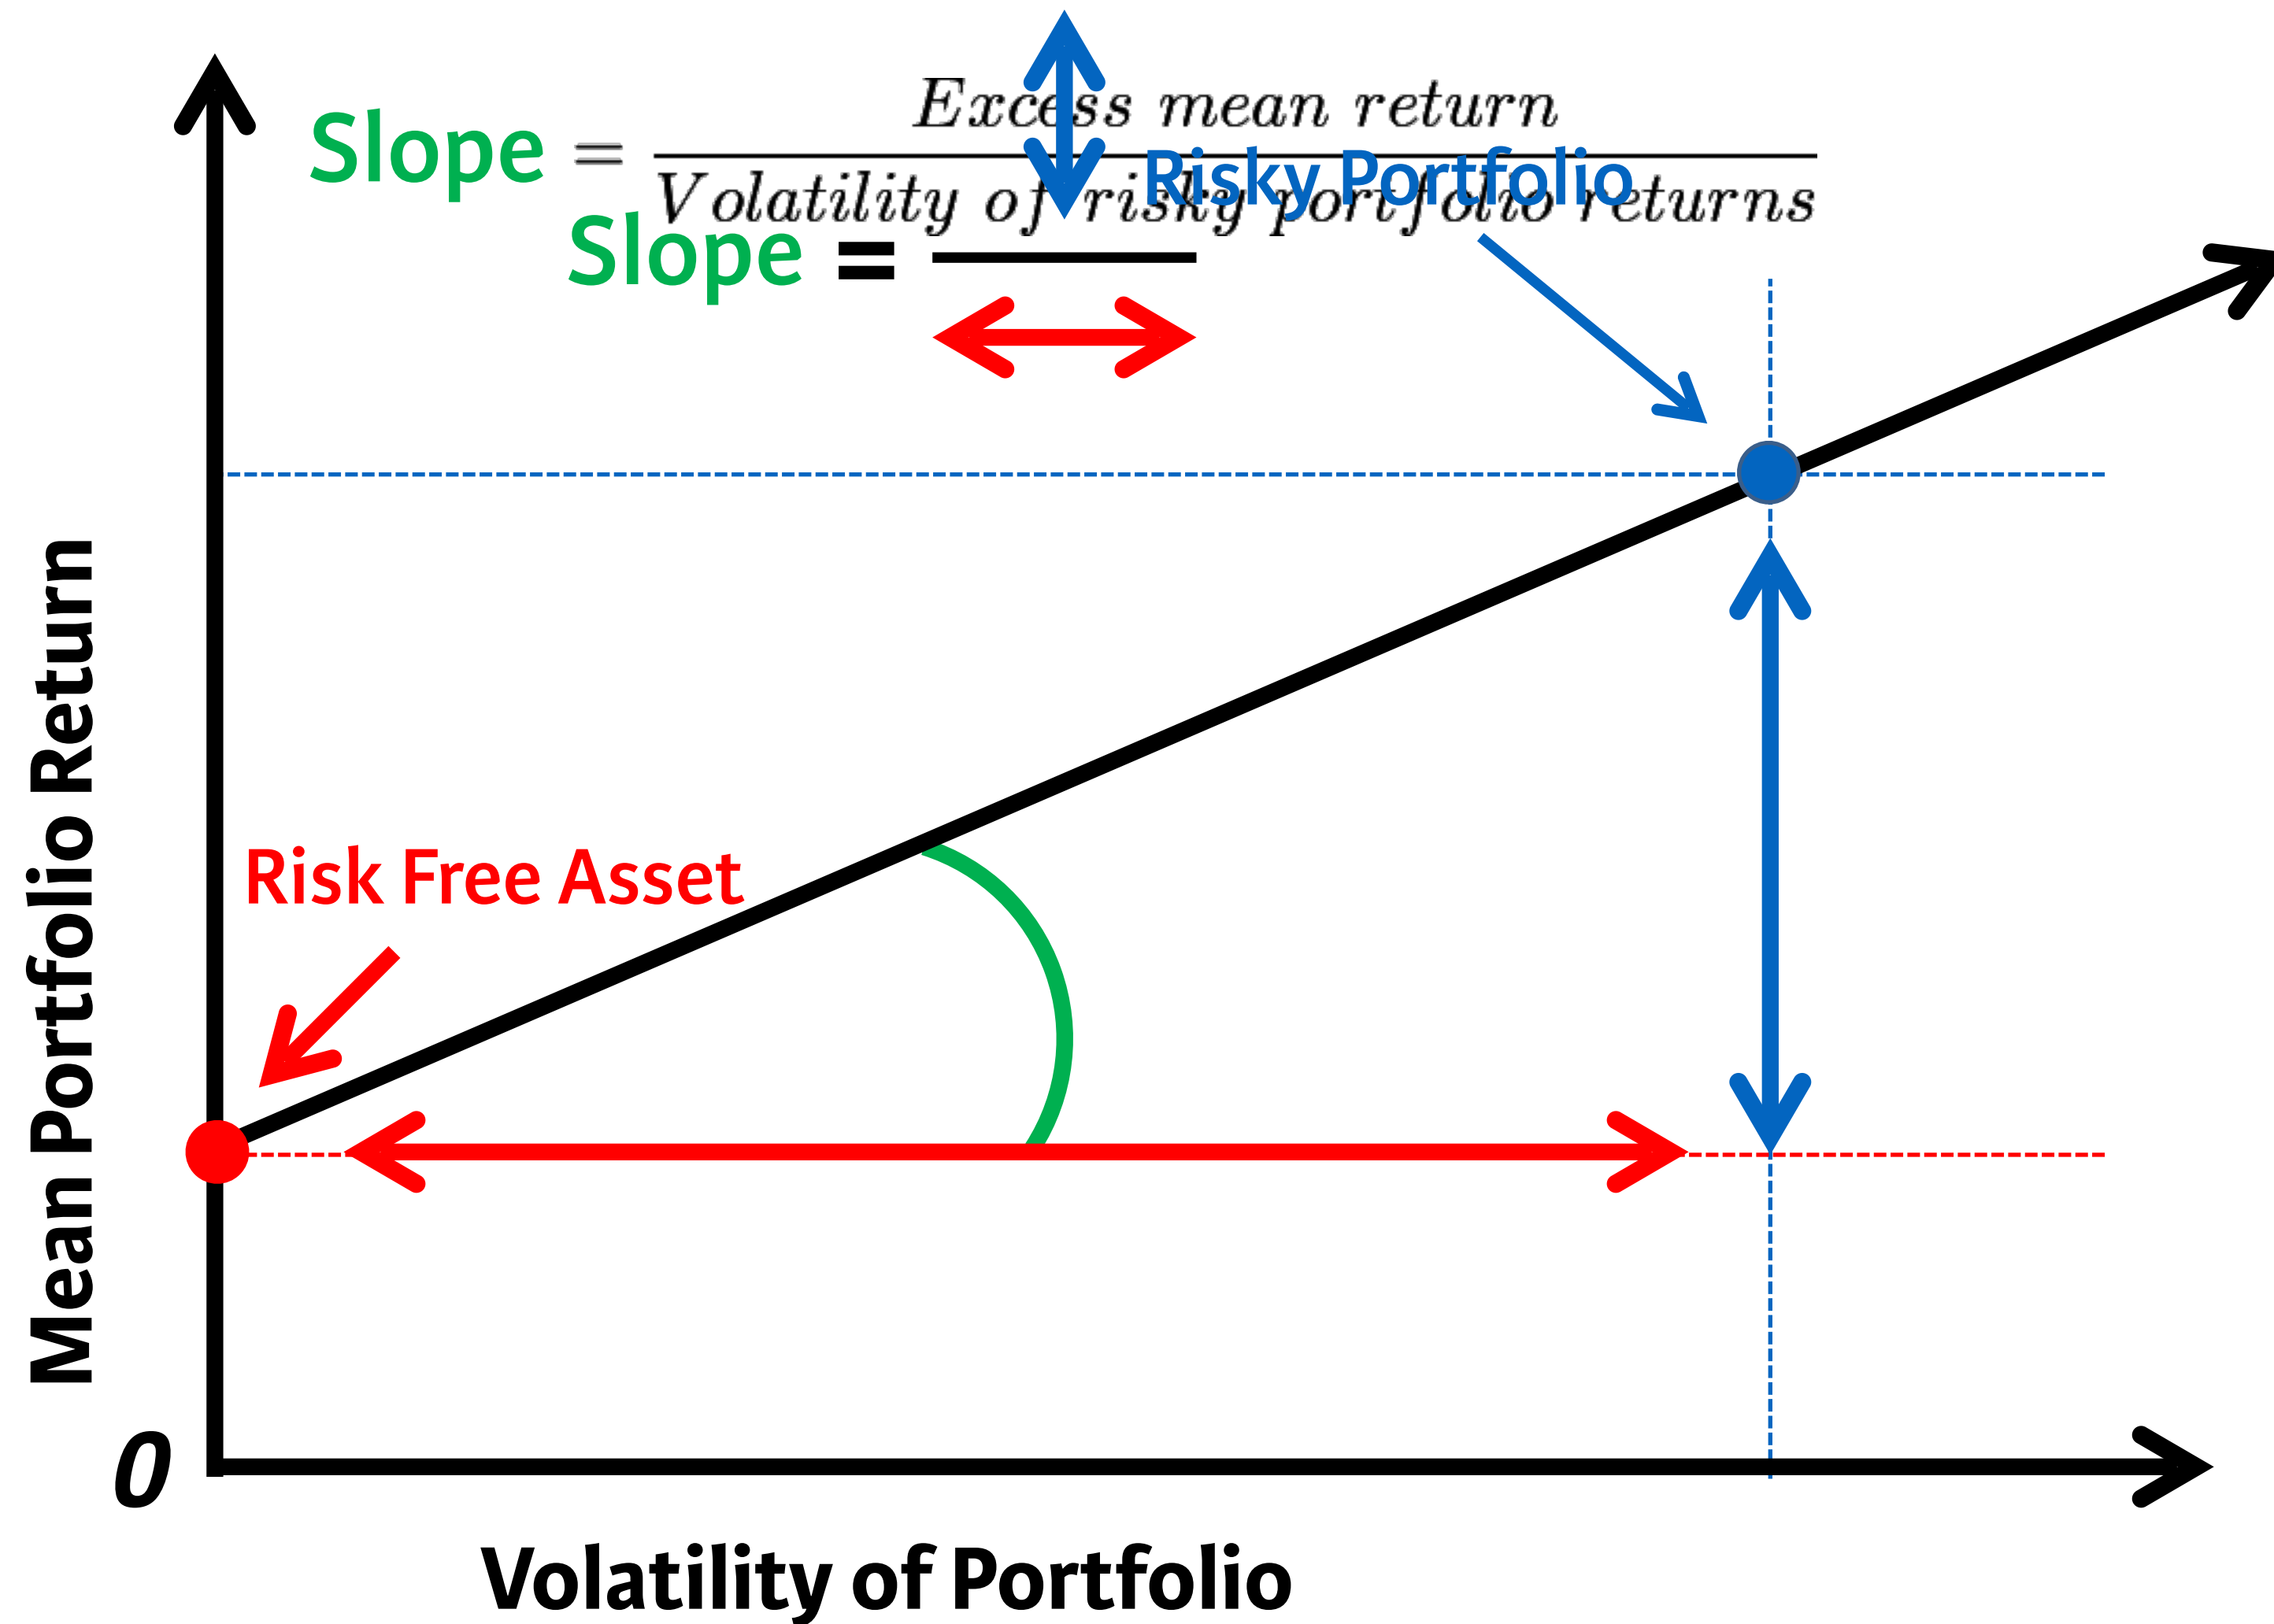 Slope = Excess mean return
Volatility of risky portfolio returns
Risky Portfolio
Slope =
Mean Portfolio Return
Risk Free Asset
0
Volatility of Portfolio